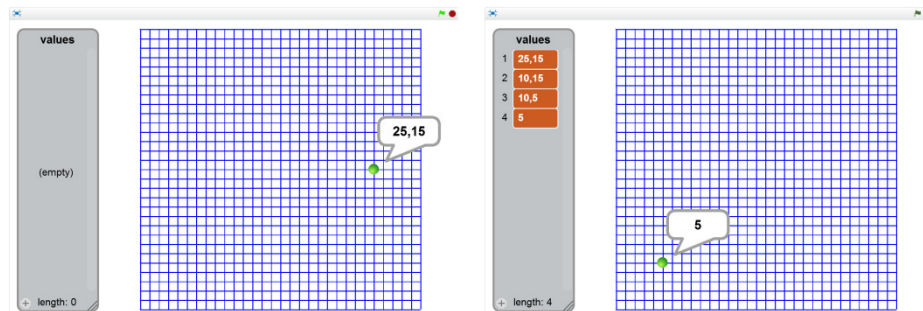 values
(empty)
+ length: 0
25,15
values
1 25,15
2 10,15
3 10,5
4 5
+ length: 4
5